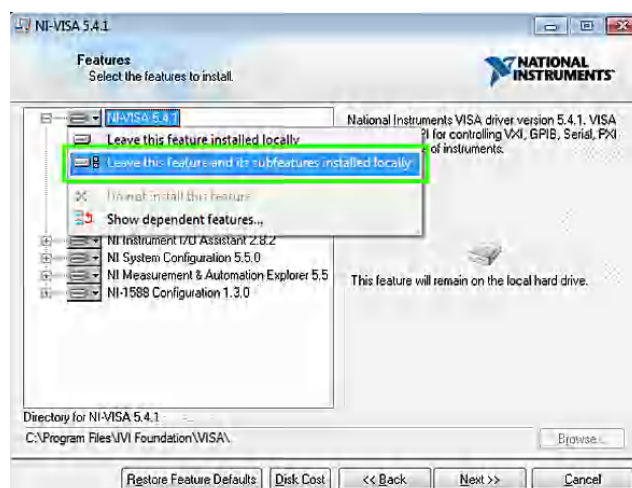 NI-VISA 5.4.1
Features
Select the features to install.
NATIONAL
INSTRUMENTS
NI-VISA 5.4.1
Leave this feature installed locally
Leave this feature and its subfeatures installed locally
Do not install this feature
Show dependent features...
NI Instrument I/O Assistant 2.8.2
NI System Configuration 5.5.0
NI Measurement & Automation Explorer 5.5
NI-1588 Configuration 1.3.0
National Instruments VISA driver version 5.4.1. VISA
for controlling VXI, GPIB, Serial, PXI
of instruments.
This feature will remain on the local hard drive.
Directory for NI-VISA 5.4.1
C:\Program Files\IVI Foundation\VISA\
Browse...
Restore Feature Defaults
Disk Cost
<< Back
Next >>
Cancel